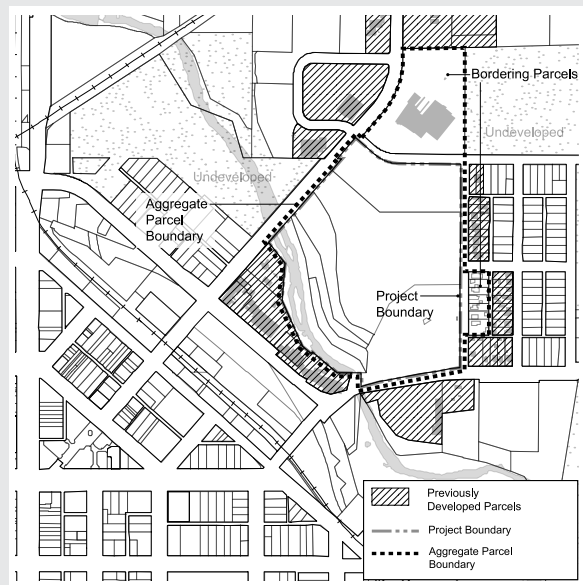 Bordering Parcels
Undeveloped
Undeveloped
Aggregate
Parcel
Boundary
Project
Boundary
Previously
Developed Parcels
Project Boundary
Aggregate Parcel
Boundary